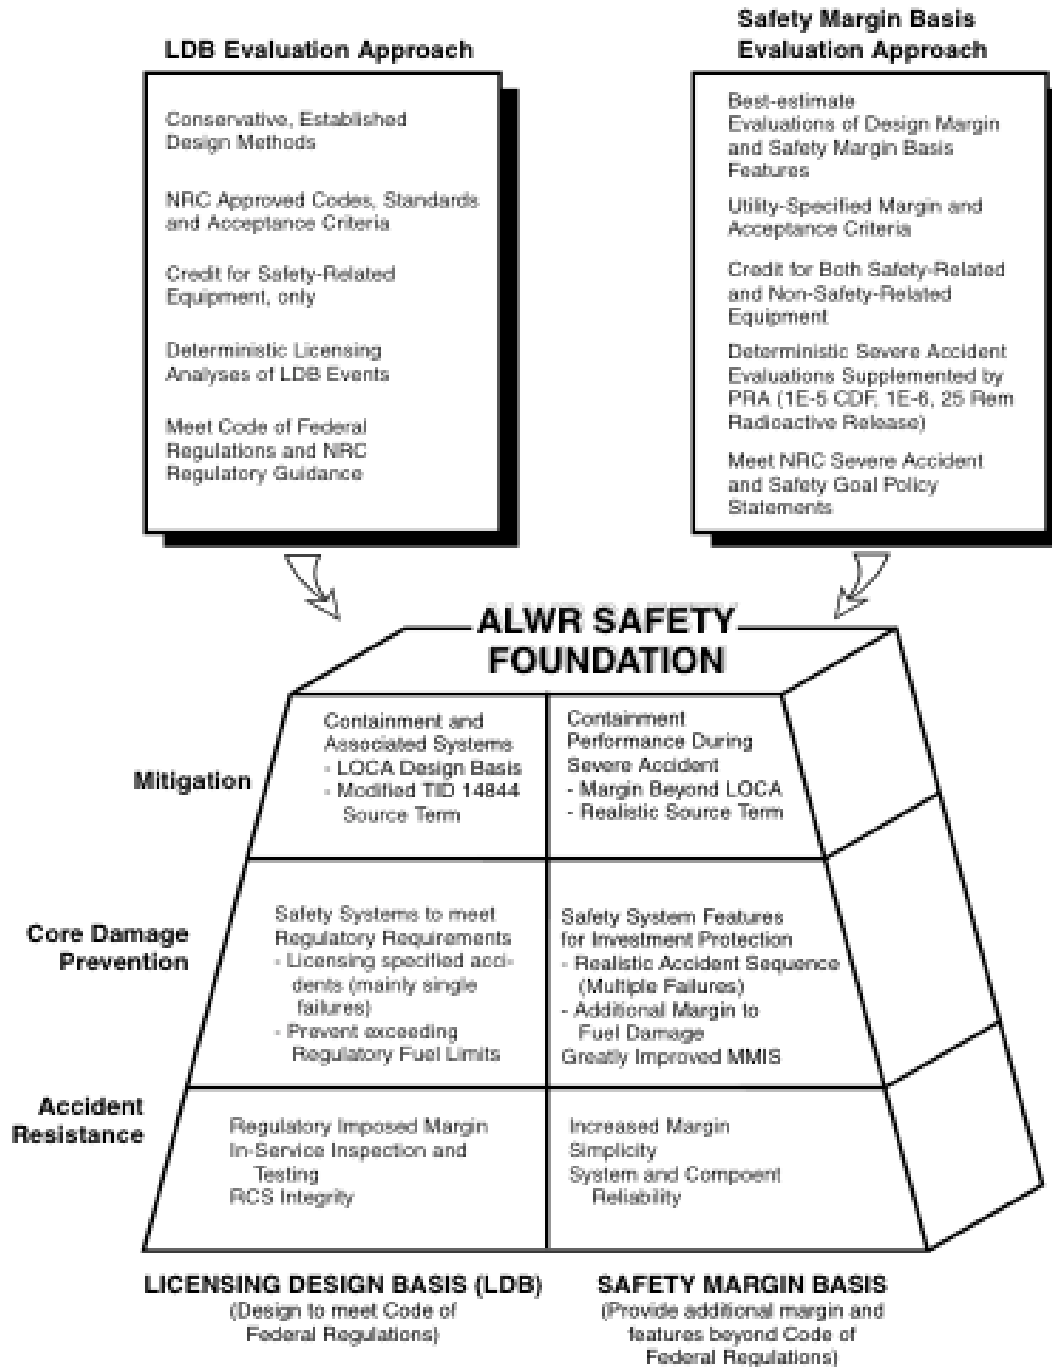 LDB Evaluation Approach
Conservative, Established
Design Methods
NRC Approved Codes, Standards
and Acceptance Criteria
Credit for Safety-Related
Equipment, only
Deterministic Licensing
Analyses of LDB Events
Meet Code of Federal
Regulations and NRC
Regulatory Guidance
Safety Margin Basis
Evaluation Approach
Best-estimate
Evaluations of Design Margin
and Safety Margin Basis
Features
Utility-Specified Margin and
Acceptance Criteria
Credit for Both Safety-Related
and Non-Safety-Related
Equipment
Deterministic Severe Accident
Evaluations Supplemented by
PRA (1E-5 CDF, 1E-6, 25 Rem
Radioactive Release)
Meet NRC Severe Accident
and Safety Goal Policy
Statements
ALWR SAFETY
FOUNDATION
Mitigation
Containment and
Associated Systems
- LOCA Design Basis
- Modified TID 14844
Source Term
Containment
Performance During
Severe Accident
- Margin Beyond LOCA
- Realistic Source Term
Core Damage
Prevention
Safety Systems to meet
Regulatory Requirements
- Licensing specified acci-
dents (mainly single
failures)
- Prevent exceeding
Regulatory Fuel Limits
Safety System Features
for Investment Protection
- Realistic Accident Sequence
(Multiple Failures)
- Additional Margin to
Fuel Damage
Greatly Improved MMIS
Accident
Resistance
Regulatory Imposed Margin
In-Service Inspection and
Testing
RCS Integrity
Increased Margin
Simplicity
System and Compoent
Reliability
LICENSING DESIGN BASIS (LDB)
(Design to meet Code of
Federal Regulations)
SAFETY MARGIN BASIS
(Provide additional margin and
features beyond Code of
Federal Regulations)